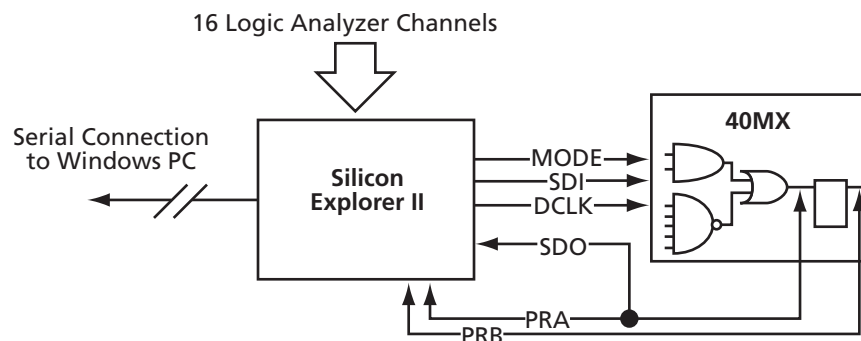 16 Logic Analyzer Channels
Serial Connection
to Windows PC
Silicon
Explorer II
MODE
SDI
DCLK
SDO
PRA
PRB
40MX